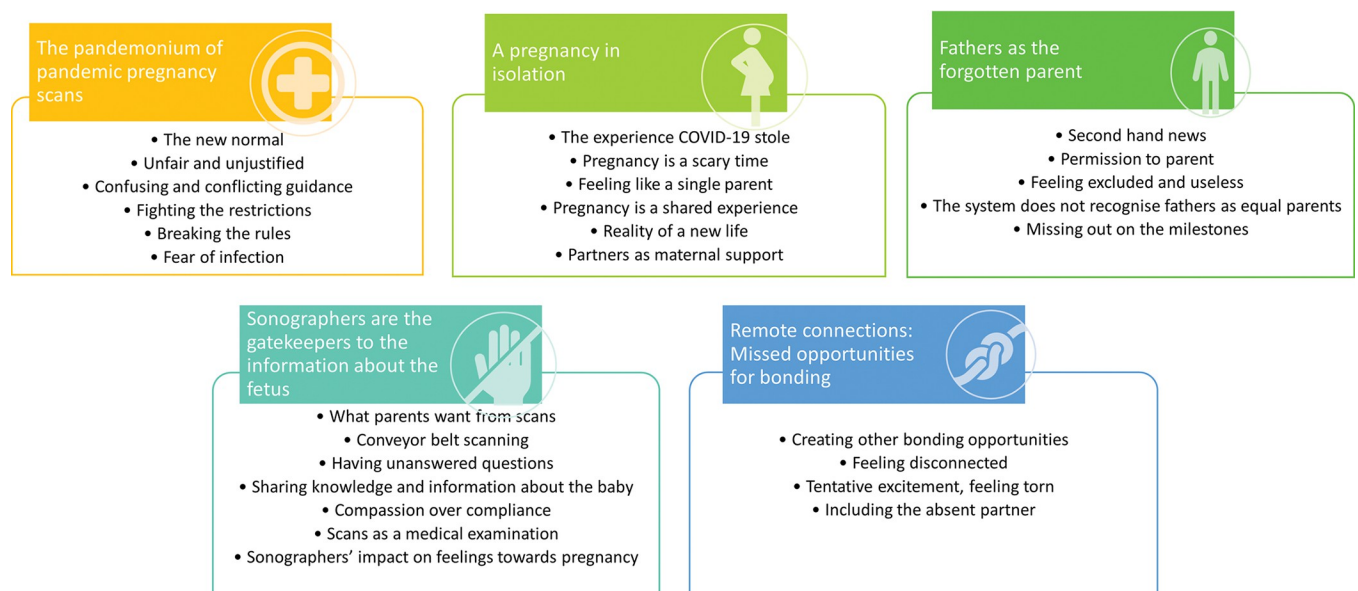 The pandemonium of
pandemic pregnancy
scans
• The new normal
• Unfair and unjustified
• Confusing and conflicting guidance
• Fighting the restrictions
• Breaking the rules
• Fear of infection
A pregnancy in
isolation
• The experience COVID-19 stole
• Pregnancy is a scary time
• Feeling like a single parent
• Pregnancy is a shared experience
• Reality of a new life
• Partners as maternal support
Fathers as the
forgotten parent
• Second hand news
• Permission to parent
• Feeling excluded and useless
• The system does not recognise fathers as equal parents
• Missing out on the milestones
Sonographers are the
gatekeepers to the
information about the
fetus
• What parents want from scans
• Conveyor belt scanning
• Having unanswered questions
• Sharing knowledge and information about the baby
• Compassion over compliance
• Scans as a medical examination
• Sonographers’ impact on feelings towards pregnancy
Remote connections:
Missed opportunities
for bonding
• Creating other bonding opportunities
• Feeling disconnected
• Tentative excitement, feeling torn
• Including the absent partner